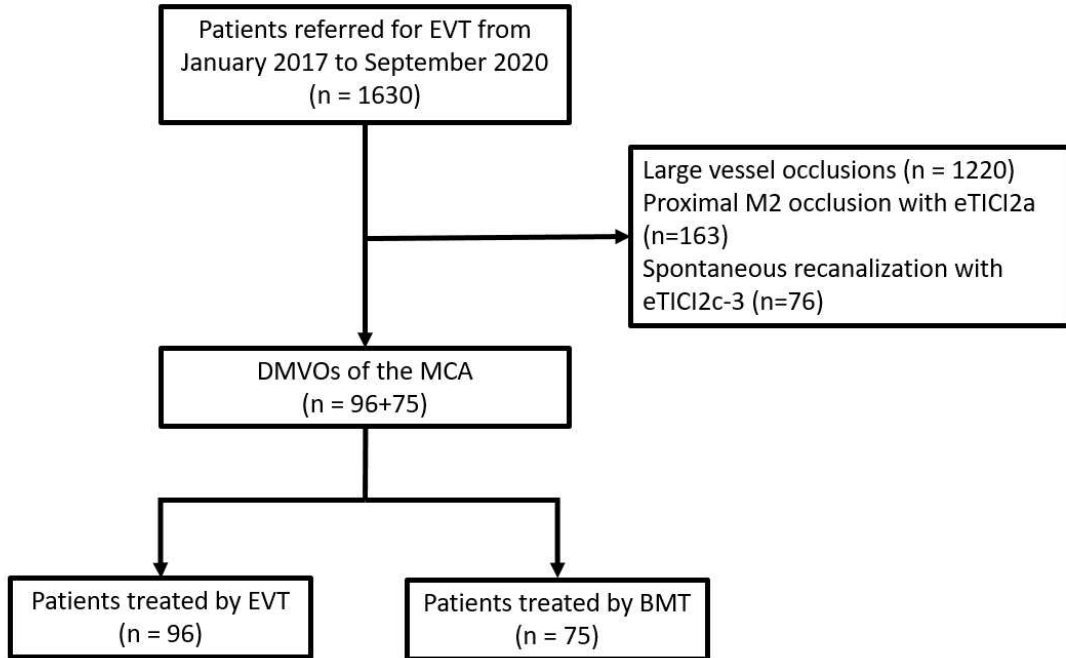 Patients referred for EVT from
January 2017 to September 2020
(n = 1630)
Large vessel occlusions (n = 1220)
Proximal M2 occlusion with eTICI2a
(n=163)
Spontaneous recanalization with
eTICI2c-3 (n=76)
DMVOs of the MCA
(n = 96+75)
Patients treated by EVT
(n = 96)
Patients treated by BMT
(n = 75)